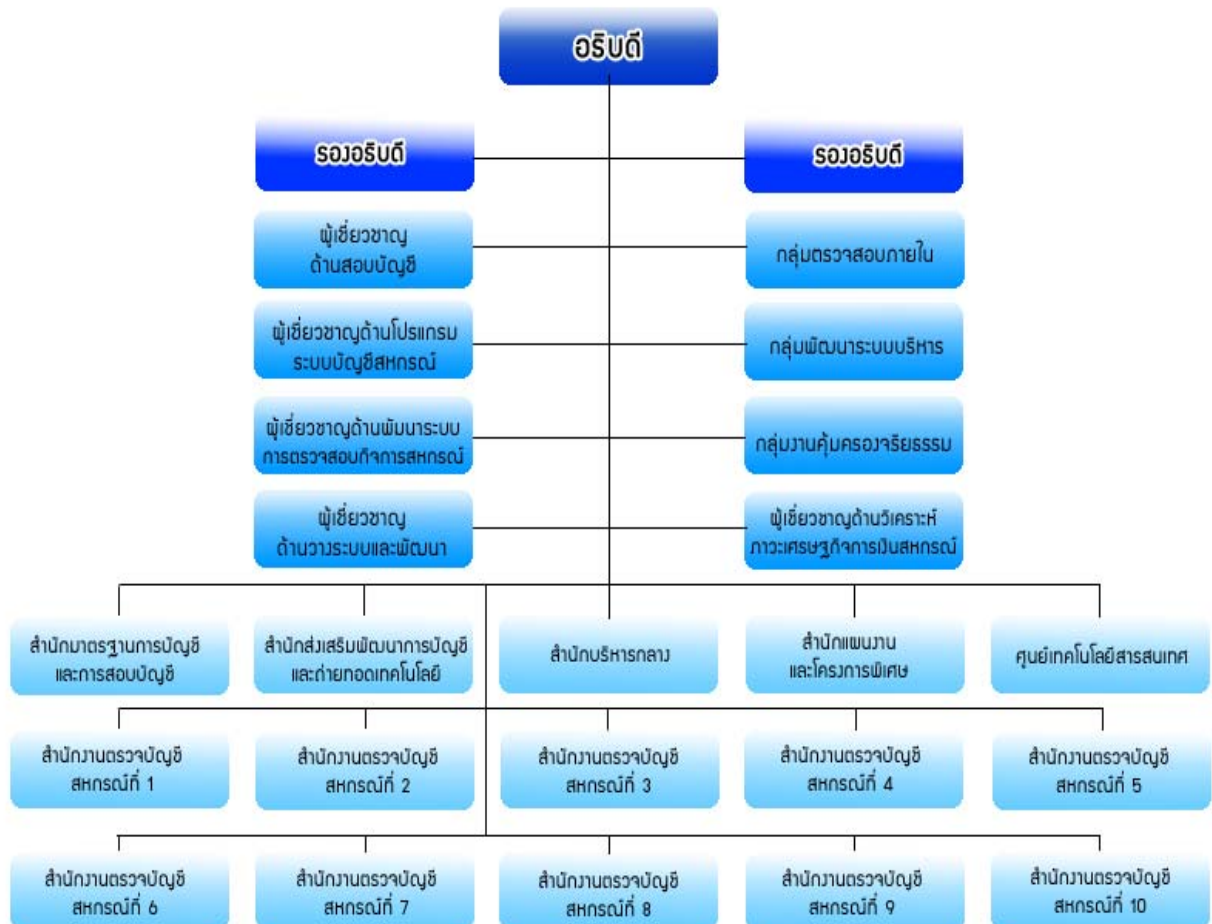 อธิบดี
รองอธิบดี
รองอธิบดี
ผู้เชี่ยวชาญ
ด้านสอบบัญชี
กลุ่มตรวจสอบภายใน
ผู้เชี่ยวชาญด้านโปรแกรม
ระบบบัญชีสหกรณ์
กลุ่มพัฒนาระบบบริหาร
ผู้เชี่ยวชาญด้านพัมนาระบบ
การตรวจสอบกิจการสหกรณ์
กลุ่มงานคุ้มครองจริยธรรม
ผู้เชี่ยวชาญ
ด้านวางระบบและพัฒนา
ผู้เชี่ยวชาญด้านวิเคราะห์
ภาวะเศรษฐกิจการเงินสหกรณ์
สำนักมาตรฐานการบัญชี
และการสอบบัญชี
สำนักส่งเสริมพัฒนาการบัญชี
และถ่ายทอดเทคโนโลยี
สำนักบริหารกลาง
สำนักแผนงาน
และโครงการพิเศษ
ศูนย์เทคโนโลยีสารสนเทศ
สำนักงานตรวจบัญชี
สหกรณ์ที่ 1
สำนักงานตรวจบัญชี
สหกรณ์ที่ 2
สำนักงานตรวจบัญชี
สหกรณ์ที่ 3
สำนักงานตรวจบัญชี
สหกรณ์ที่ 4
สำนักงานตรวจบัญชี
สหกรณ์ที่ 5
สำนักงานตรวจบัญชี
สหกรณ์ที่ 6
สำนักงานตรวจบัญชี
สหกรณ์ที่ 7
สำนักงานตรวจบัญชี
สหกรณ์ที่ 8
สำนักงานตรวจบัญชี
สหกรณ์ที่ 9
สำนักงานตรวจบัญชี
สหกรณ์ที่ 10